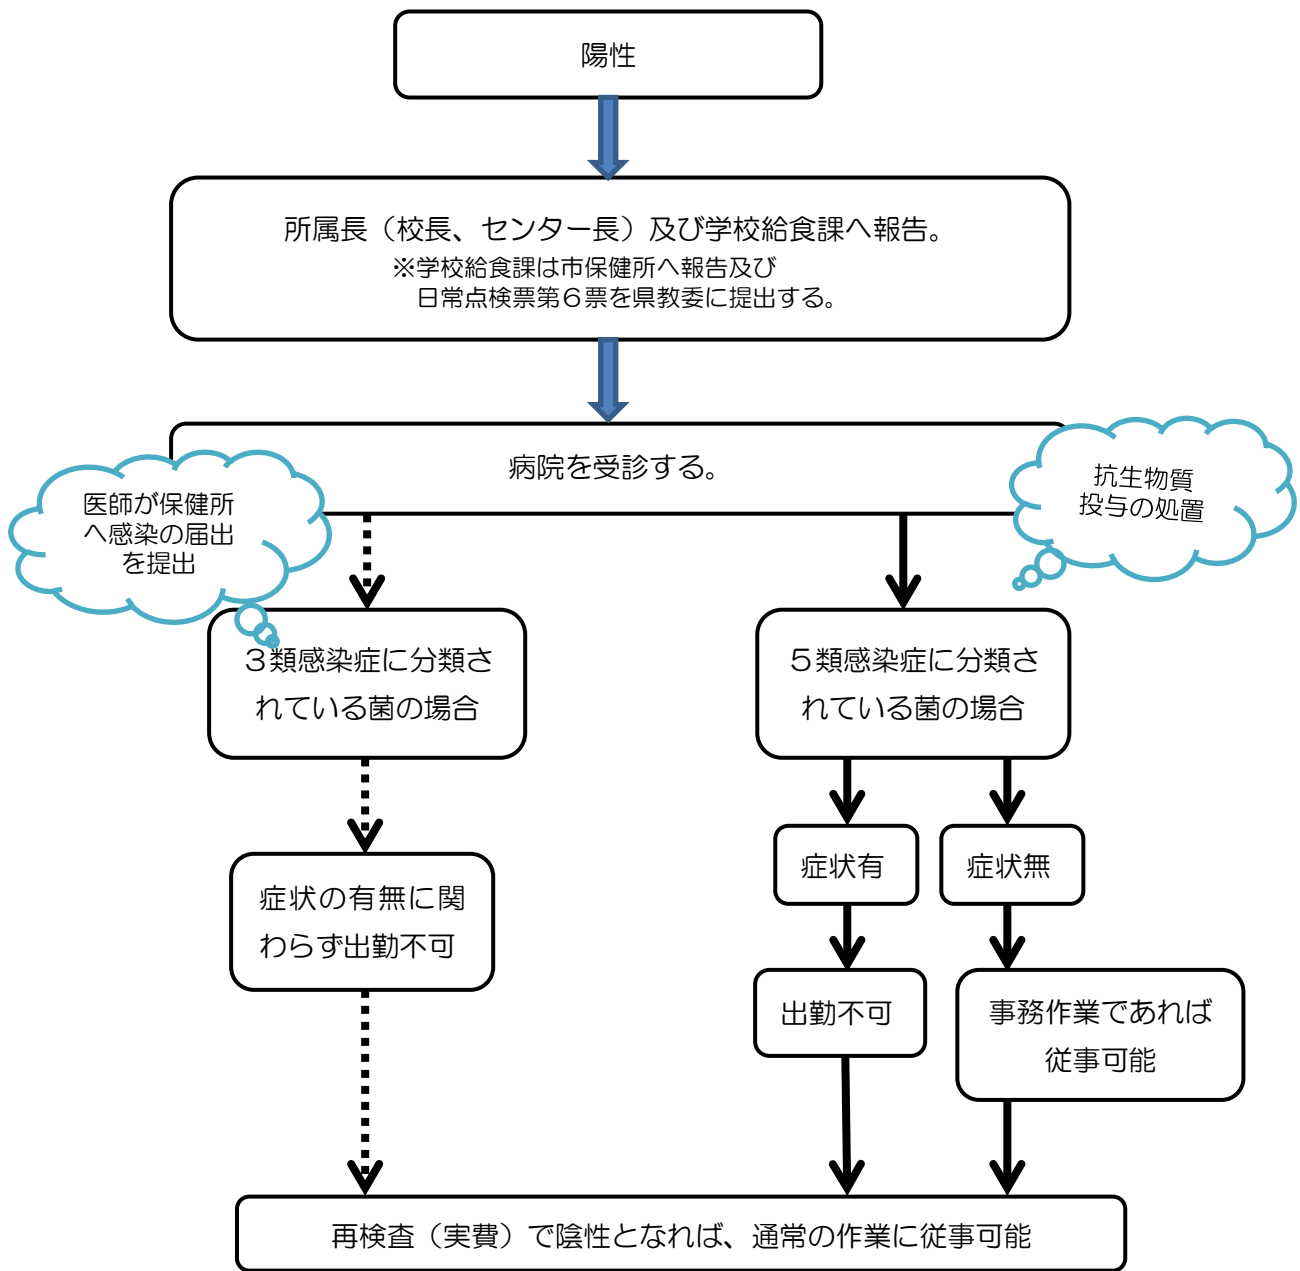 陽性
所属長（校長、センター長）及び学校給食課へ報告。
※学校給食課は市保健所へ報告及び
日常点検票第６票を県教委に提出する。
病院を受診する。
医師が保健所
へ感染の届出
を提出
抗生物質
投与の処置
３類感染症に分類さ
れている菌の場合
５類感染症に分類さ
れている菌の場合
症状有
症状無
症状の有無に関
わらず出勤不可
出勤不可
事務作業であれば
従事可能
再検査（実費）で陰性となれば、通常の作業に従事可能